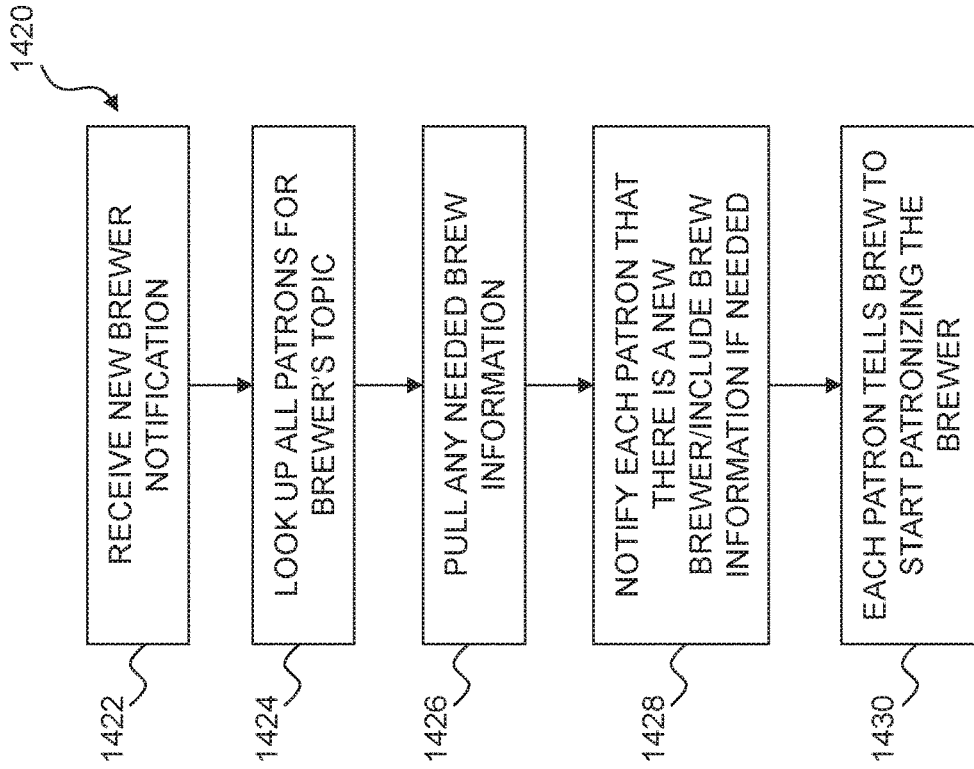 1420
1422
RECEIVE NEW BREWER
NOTIFICATION
1424
LOOK UP ALL PATRONS FOR
BREWER'S TOPIC
1426
PULL ANY NEEDED BREW
INFORMATION
1428
NOTIFY EACH PATRON THAT
THERE IS A NEW
BREWER/INCLUDE BREW
INFORMATION IF NEEDED
1430
EACH PATRON TELLS BREW TO
START PATRONIZING THE
BREWER